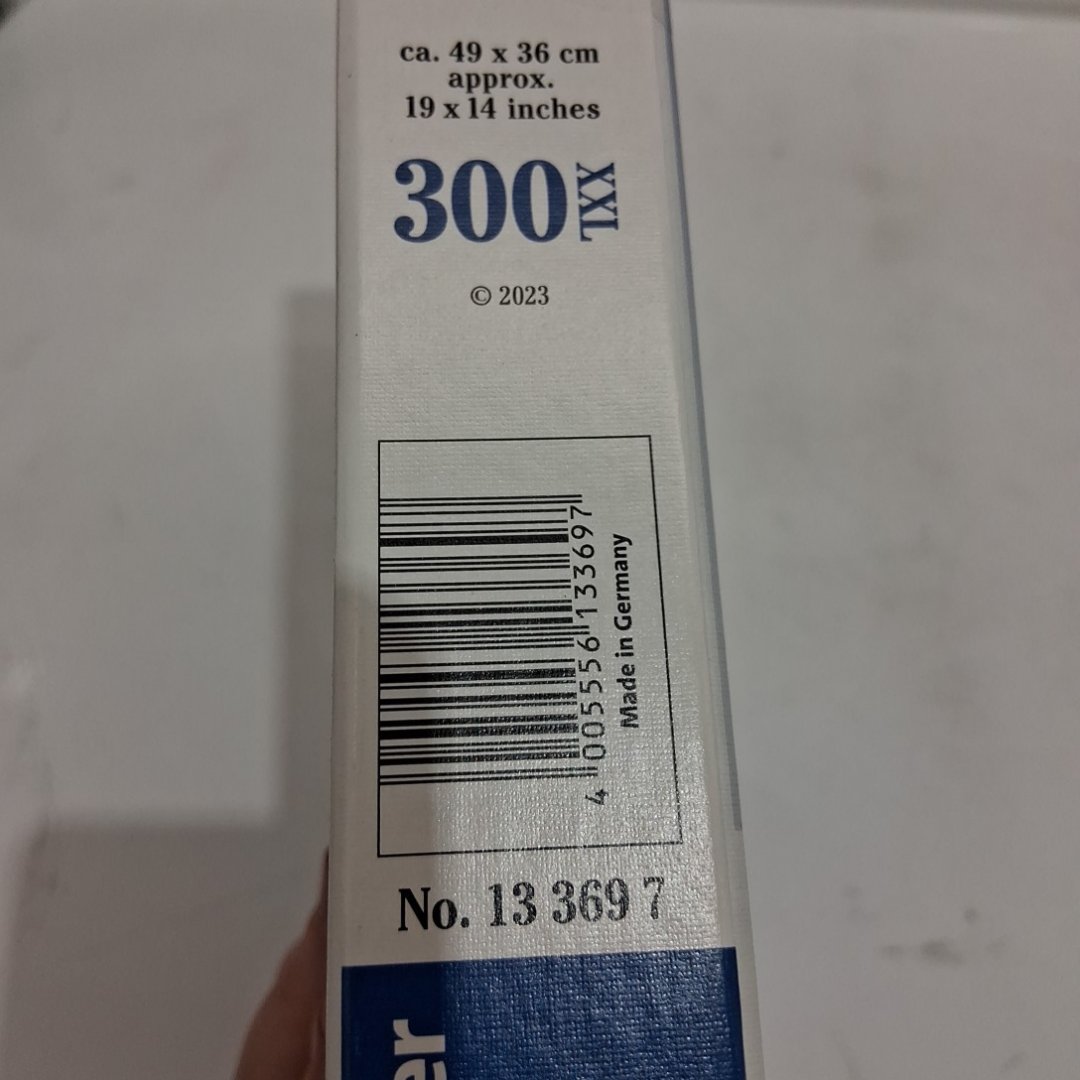 ca. 49 x 36 cm
approx.
19 x 14 inches
300 XXL
© 2023
4 005556 133697
Made in Germany
No. 13 369 7
er